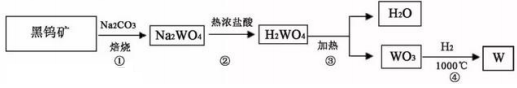 黑钨矿
Na2CO3
焙烧
①
Na2WO4
热浓盐酸
②
H2WO4
加热
③
H2O
WO3
H2
1000℃
④
W